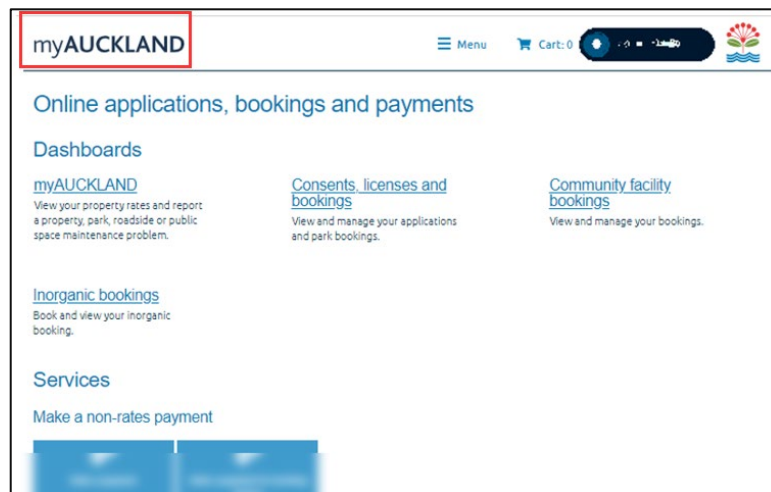 myAUCKLAND
Menu
Cart: 0
Online applications, bookings and payments
Dashboards
myAUCKLAND
View your property rates and report
a property, park, roadside or public
space maintenance problem.
Consents, licenses and
bookings
View and manage your applications
and park bookings.
Community facility
bookings
View and manage your bookings.
Inorganic bookings
Book and view your inorganic
booking.
Services
Make a non-rates payment